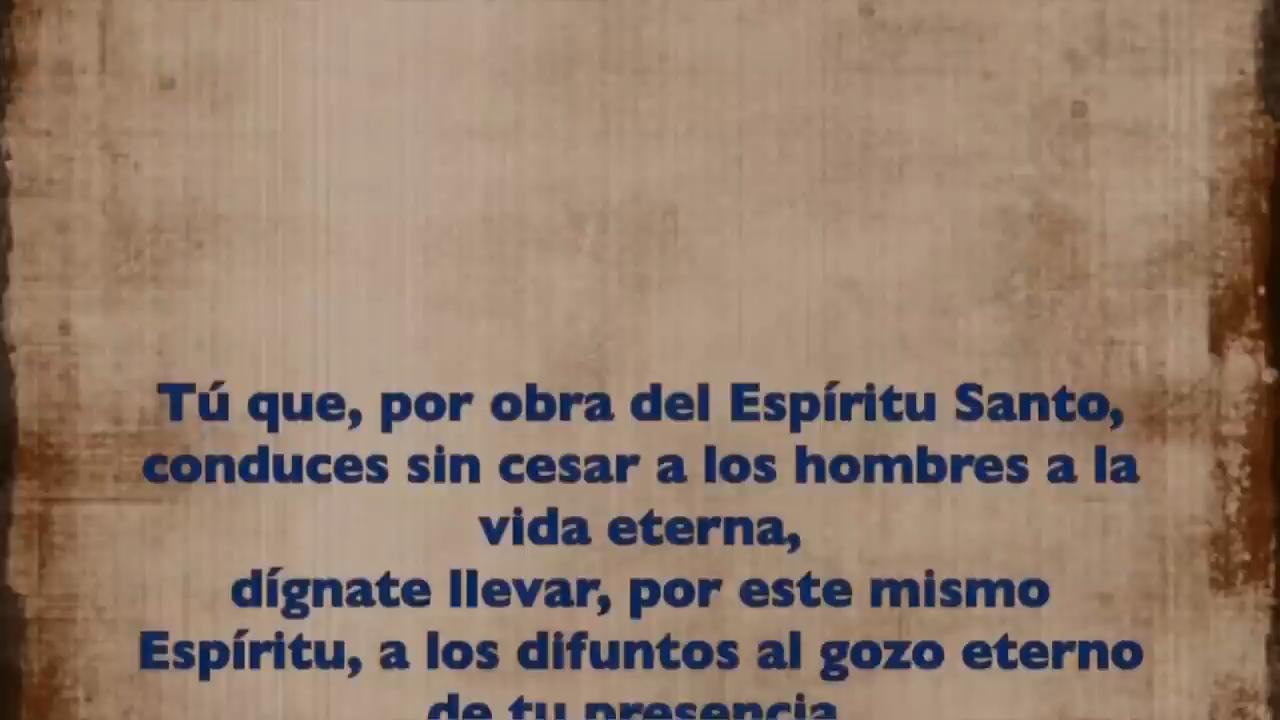 Tú que, por obra del Espíritu Santo,
conduces sin cesar a los hombres a la
vida eterna,
dígnate llevar, por este mismo
Espíritu, a los difuntos al gozo eterno
de tu presencia